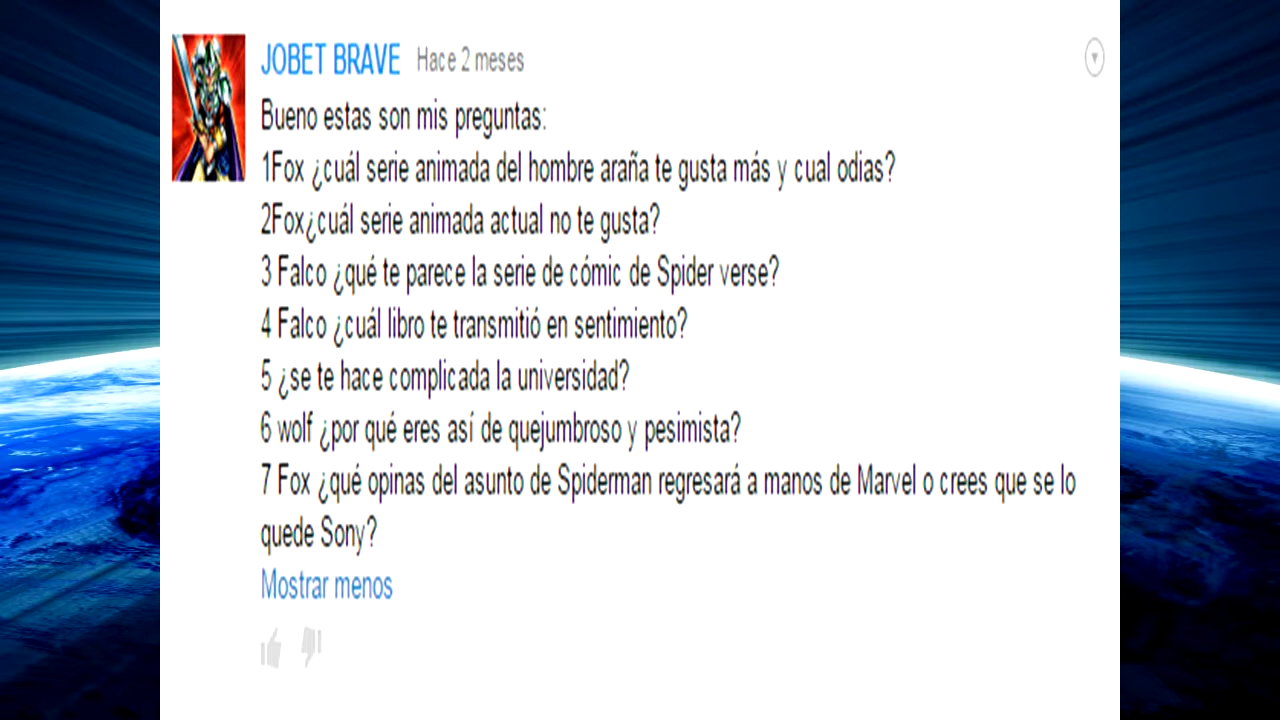 JOBET BRAVE Hace 2 meses
Bueno estas son mis preguntas:
1Fox ¿cuál serie animada del hombre araña te gusta más y cual odias?
2Fox¿cuál serie animada actual no te gusta?
3 Falco ¿qué te parece la serie de cómic de Spider verse?
4 Falco ¿cuál libro te transmitió en sentimiento?
5 ¿se te hace complicada la universidad?
6 wolf ¿por qué eres así de quejumbroso y pesimista?
7 Fox ¿qué opinas del asunto de Spiderman regresará a manos de Marvel o crees que se lo
quede Sony?
Mostrar menos